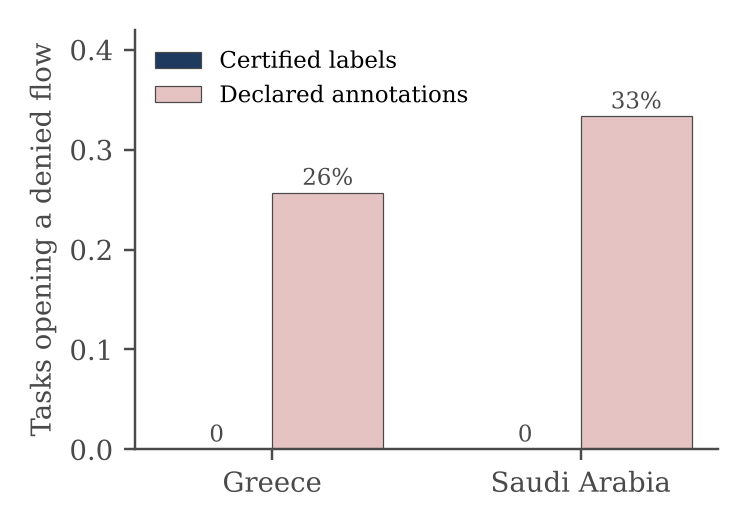 Tasks opening a denied flow
0.4
0.3
0.2
0.1
0.0
Certified labels
Declared annotations
0
26%
0
33%
Greece
Saudi Arabia